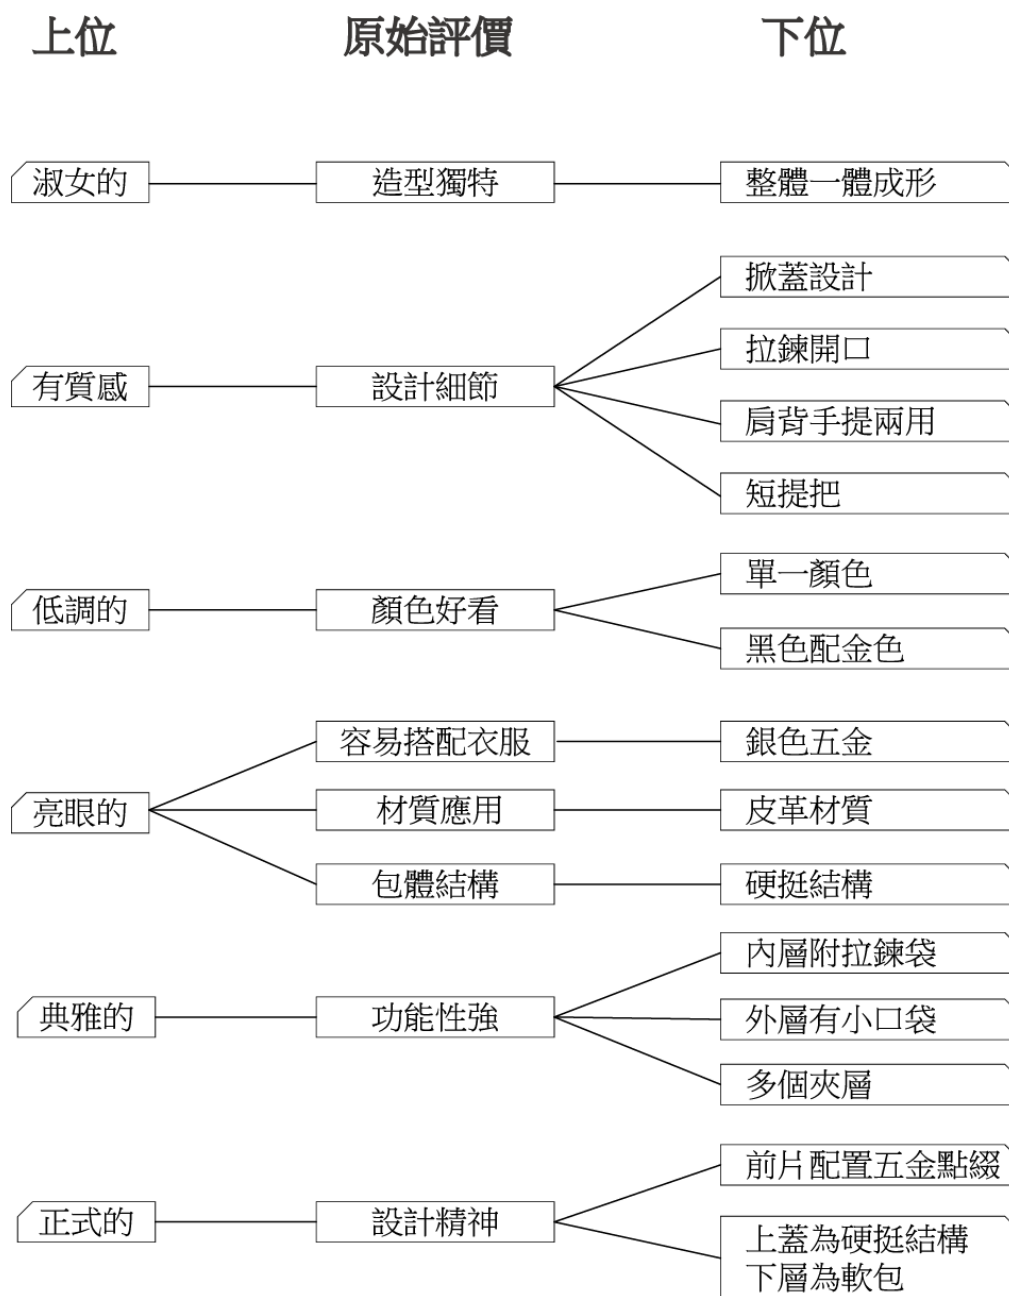 上位 原始評價 下位
淑女的 造型獨特 整體一體成形
掀蓋設計
拉鍊開口
有質感 設計細節
肩背手提兩用
短提把
單一顏色
低調的 顏色好看
黑色配金色
容易搭配衣服 銀色五金
亮眼的 材質應用 皮革材質
包體結構 硬挺結構
內層附拉鍊袋
典雅的 功能性強 外層有小口袋
多個夾層
前片配置五金點綴
正式的 設計精神
上蓋為硬挺結構
下層為軟包